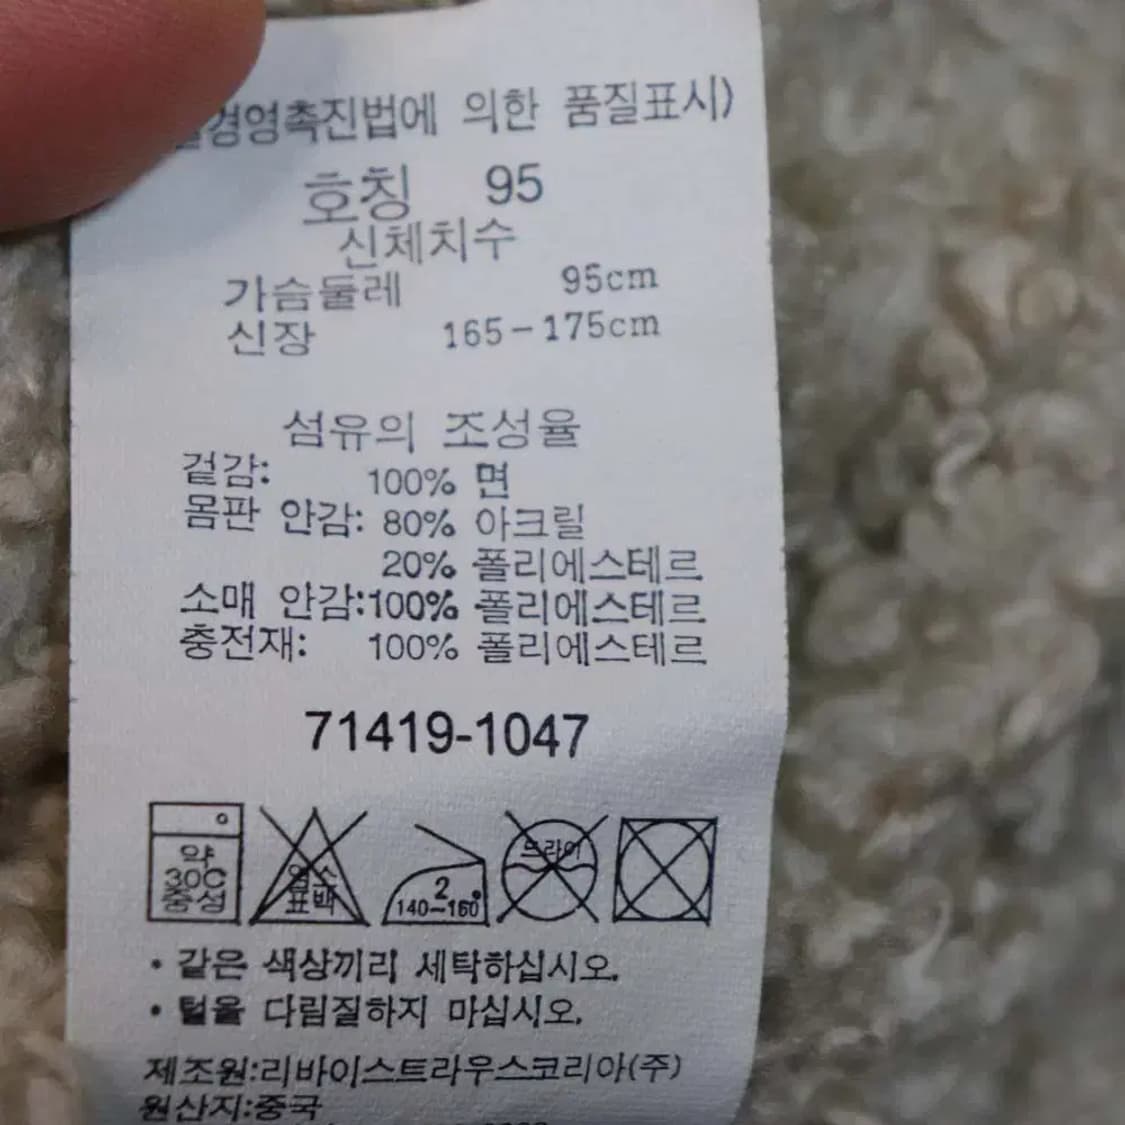 경영촉진법에 의한 품질표시)
호칭 95
신체치수
가슴둘레 95cm
신장 165-175cm
섬유의 조성율
겉감: 100% 면
몸판 안감: 80% 아크릴
20% 폴리에스테르
소매 안감:100% 폴리에스테르
충전재: 100% 폴리에스테르
71419-1047
약
30C
중성
염소
표백
2
140~160°
드라이
• 같은 색상끼리 세탁하십시오.
• 털을 다림질하지 마십시오.
제조원:리바이스트라우스코리아(주)
원산지:중국